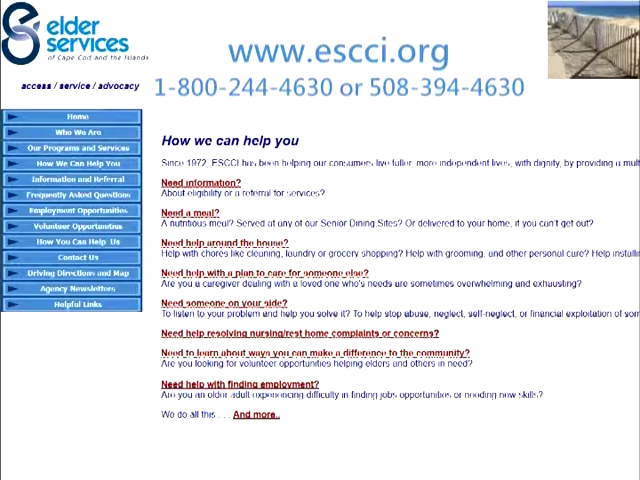 elder
services
of Cape Cod and the Islands
access / service / advocacy
www.escci.org
1-800-244-4630 or 508-394-4630
Home
Who We Are
Our Programs and Services
How We Can Help You
Information and Referral
Frequently Asked Questions
Employment Opportunities
Volunteer Opportunities
How You Can Help Us
Contact Us
Driving Directions and Map
Agency Newsletters
Helpful Links
How we can help you
Since 1972, ESCCI has been helping our consumers live fuller, more independent lives, with dignity, by providing a
Need information?
About eligibility or a referral for services?
Need a meal?
A nutritious meal? Served at any of our Senior Dining Sites? Or delivered to your home, if you can't get out?
Need help around the house?
Help with chores like cleaning, laundry or grocery shopping? Help with grooming, and other personal care? Help
Need help with a plan to care for someone else?
Are you a caregiver dealing with a loved one who's needs are sometimes overwhelming and exhausting?
Need someone on your side?
To listen to your problem and help you solve it? To help stop abuse, neglect, self-neglect, or financial exploitation of
Need help resolving nursing/rest home complaints or concerns?
Need to learn about ways you can make a difference to the community?
Are you looking for volunteer opportunities helping elders and others in need?
Need help with finding employment?
Are you an older adult experiencing difficulty in finding jobs opportunities or needing new skills?
We do all this . . . And more..